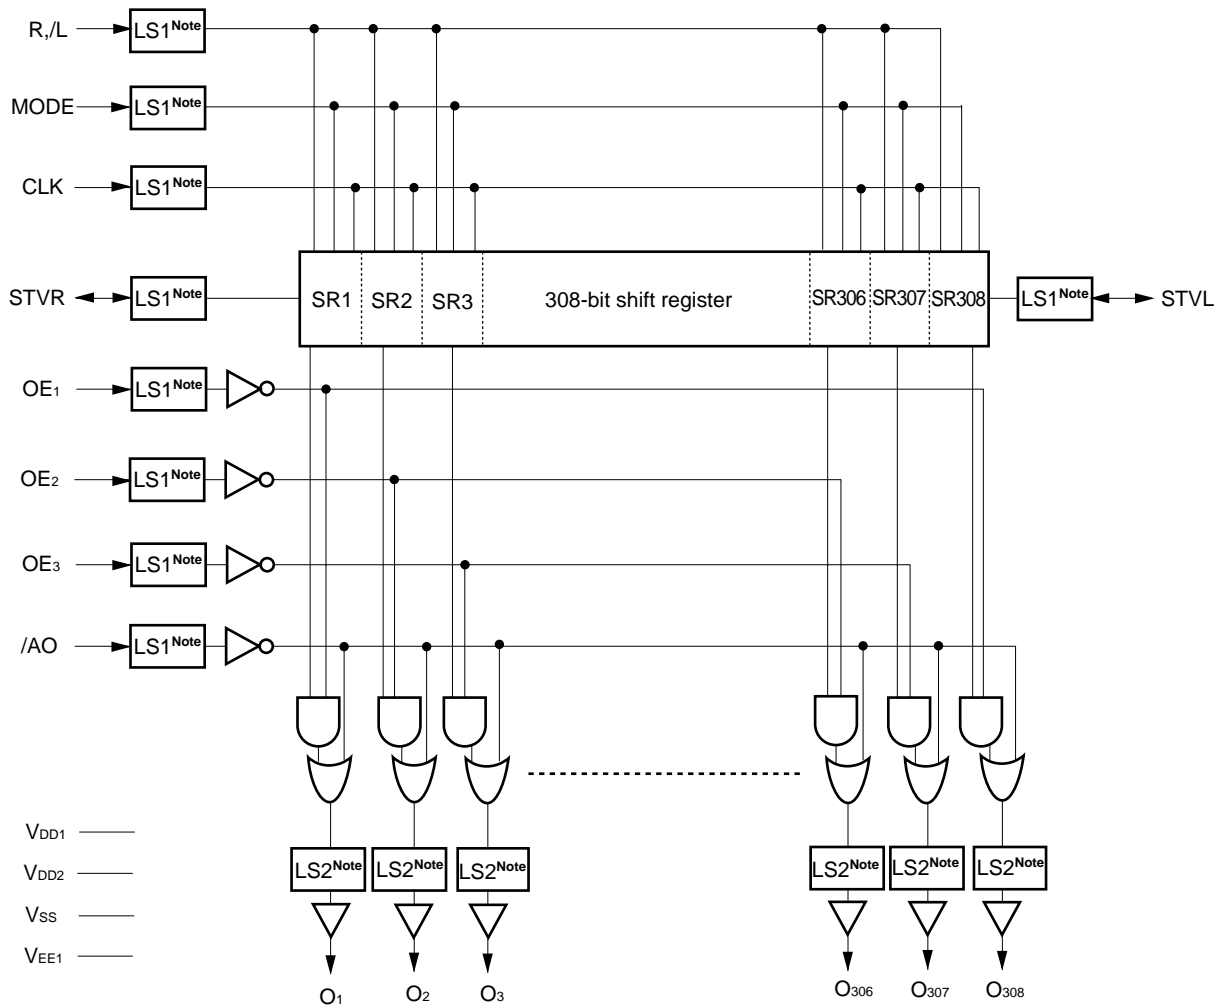 R,/L LS1Note
MODE LS1Note
CLK LS1Note
STVR LS1Note SR1 SR2 SR3 308-bit shift register SR306 SR307 SR308 LS1Note STVL
OE1 LS1Note
OE2 LS1Note
OE3 LS1Note
/AO LS1Note
VDD1
LS2Note LS2Note LS2Note LS2Note LS2Note LS2Note
VDD2
VSS
VEE1
O1 O2 O3 O306 O307 O308